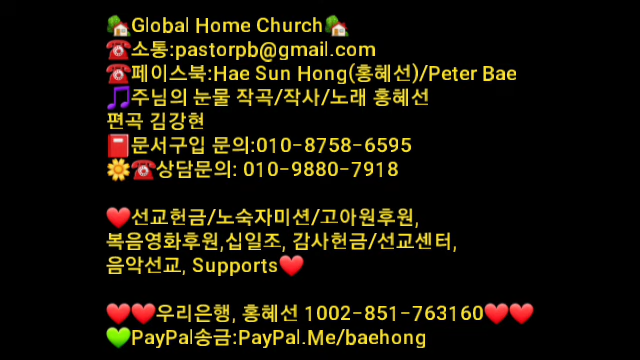 🏡Global Home Church🏡
☎️소통:pastorpb@gmail.com
☎️페이스북:Hae Sun Hong(홍혜선)/Peter Bae
🎵주님의 눈물 작곡/작사/노래 홍혜선
편곡 김강현
📕문서구입 문의:010-8758-6595
🌼☎️상담문의: 010-9880-7918
❤️선교헌금/노숙자미션/고아원후원,
복음영화후원,십일조, 감사헌금/선교센터,
음악선교, Supports❤️
❤️❤️우리은행, 홍혜선 1002-851-763160❤️❤️
💚PayPal송금:PayPal.Me/baehong